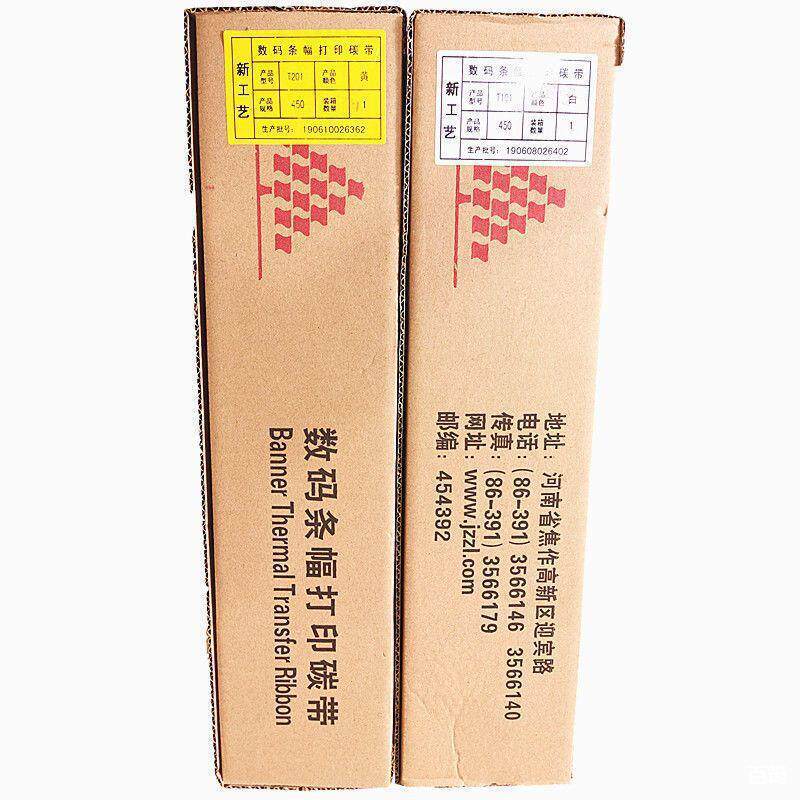 数码条幅打印碳带
新工艺
产品型号 T201 产品颜色 黄
产品规格 450 装箱数量 1
生产批号: 190610026362
数码条幅打印碳带
Banner Thermal Transfer Ribbon
数码条幅打印碳带
新工艺
产品型号 T101 产品颜色 白
产品规格 450 装箱数量 1
生产批号: 190608026402
地址: 河南省焦作高新区迎宾路
电话: (86-391) 3566146 3566140
传真: (86-391) 3566179
网址: www.jzzl.com
邮编: 454392